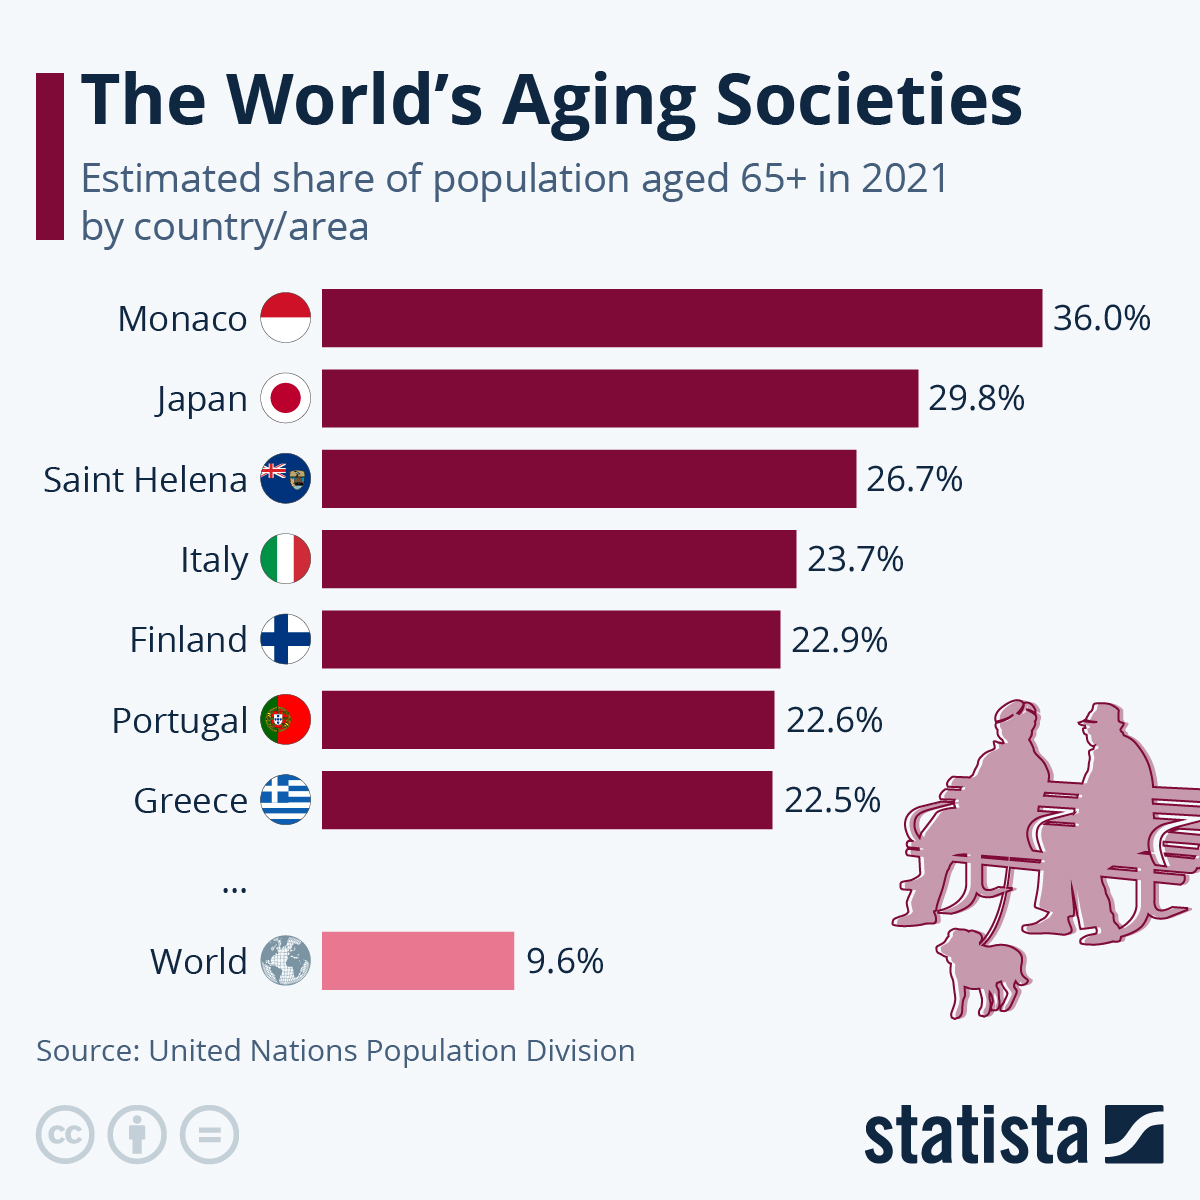 The World’s Aging Societies
Estimated share of population aged 65+ in 2021
by country/area
Monaco 36.0%
Japan 29.8%
Saint Helena 26.7%
Italy 23.7%
Finland 22.9%
Portugal 22.6%
Greece 22.5%
...
World 9.6%
Source: United Nations Population Division
cc =
statista